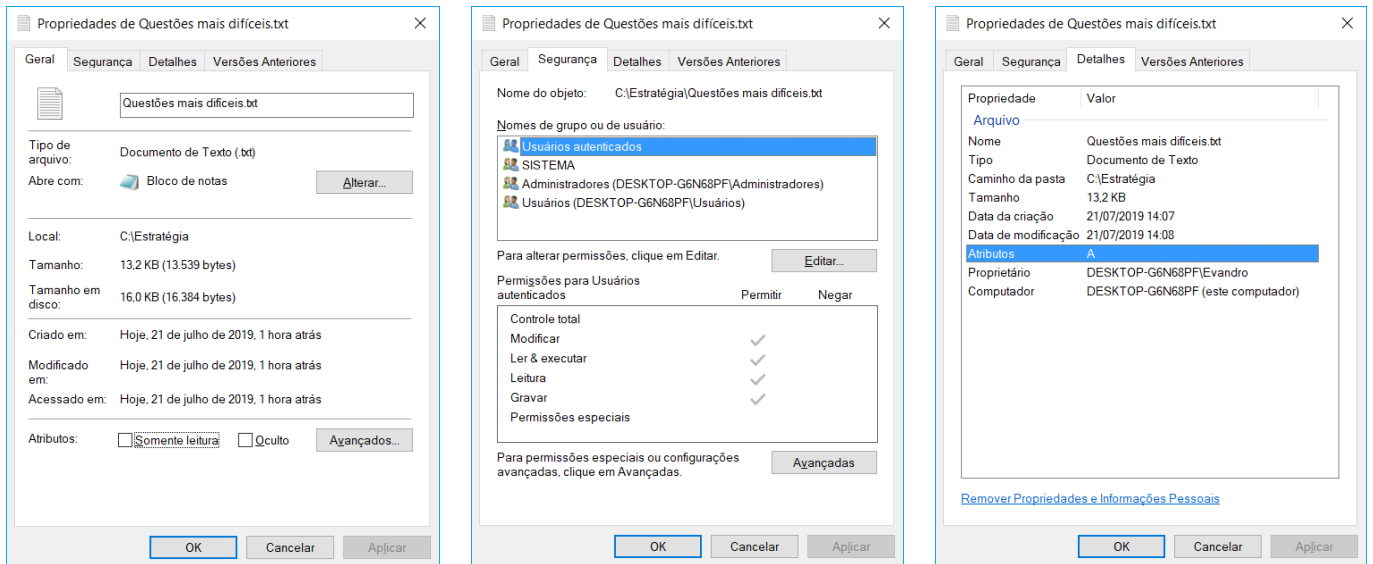 Propriedades de Questões mais difíceis.txt
Geral Segurança Detalhes Versões Anteriores
Questões mais difíceis.txt
Tipo de
arquivo:
Documento de Texto (.txt)
Abre com: Bloco de notas Alterar...
Local: C:\Estratégia
Tamanho: 13,2 KB (13.539 bytes)
Tamanho em
disco:
16,0 KB (16.384 bytes)
Criado em: Hoje, 21 de julho de 2019, 1 hora atrás
Modificado
em:
Hoje, 21 de julho de 2019, 1 hora atrás
Acessado em: Hoje, 21 de julho de 2019, 1 hora atrás
Atributos: Somente leitura Oculto Avançados...
OK Cancelar Aplicar
Propriedades de Questões mais difíceis.txt
Geral Segurança Detalhes Versões Anteriores
Nome do objeto: C:\Estratégia\Questões mais difíceis.txt
Nomes de grupo ou de usuário:
Usuários autenticados
SISTEMA
Administradores (DESKTOP-G6N68PF\Administradores)
Usuários (DESKTOP-G6N68PF\Usuários)
Para alterar permissões, clique em Editar. Editar...
Permissões para Usuários
autenticados Permitir Negar
Controle total
Modificar
Ler & executar
Leitura
Gravar
Permissões especiais
Para permissões especiais ou configurações
avançadas, clique em Avançadas.
Avançadas
OK Cancelar Aplicar
Propriedades de Questões mais difíceis.txt
Geral Segurança Detalhes Versões Anteriores
Propriedade Valor
Arquivo
Nome Questões mais difíceis.txt
Tipo Documento de Texto
Caminho da pasta C:\Estratégia
Tamanho 13,2 KB
Data da criação 21/07/2019 14:07
Data de modificação 21/07/2019 14:08
Atributos A
Proprietário DESKTOP-G6N68PF\Evandro
Computador DESKTOP-G6N68PF (este computador)
Remover Propriedades e Informações Pessoais
OK Cancelar Aplicar